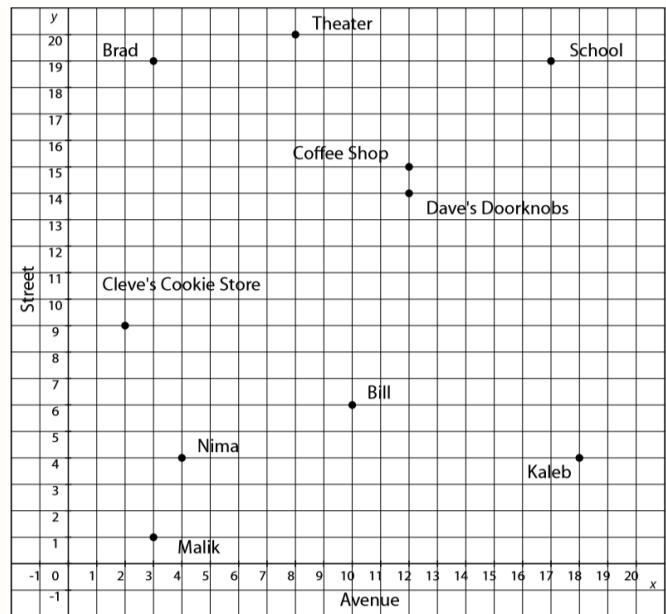 y
Theater
20
Brad
School
19
18
17
16
Coffee Shop
15
14
Dave's Doorknobs
13
12
Street
11
Cleve's Cookie Store
10
9
8
7
Bill
6
5
Nima
4
Kaleb
3
2
1
Malik
-1 0 1 2 3 4 5 6 7 8 9 10 11 12 13 14 15 16 17 18 19 20 x
-1
Avenue